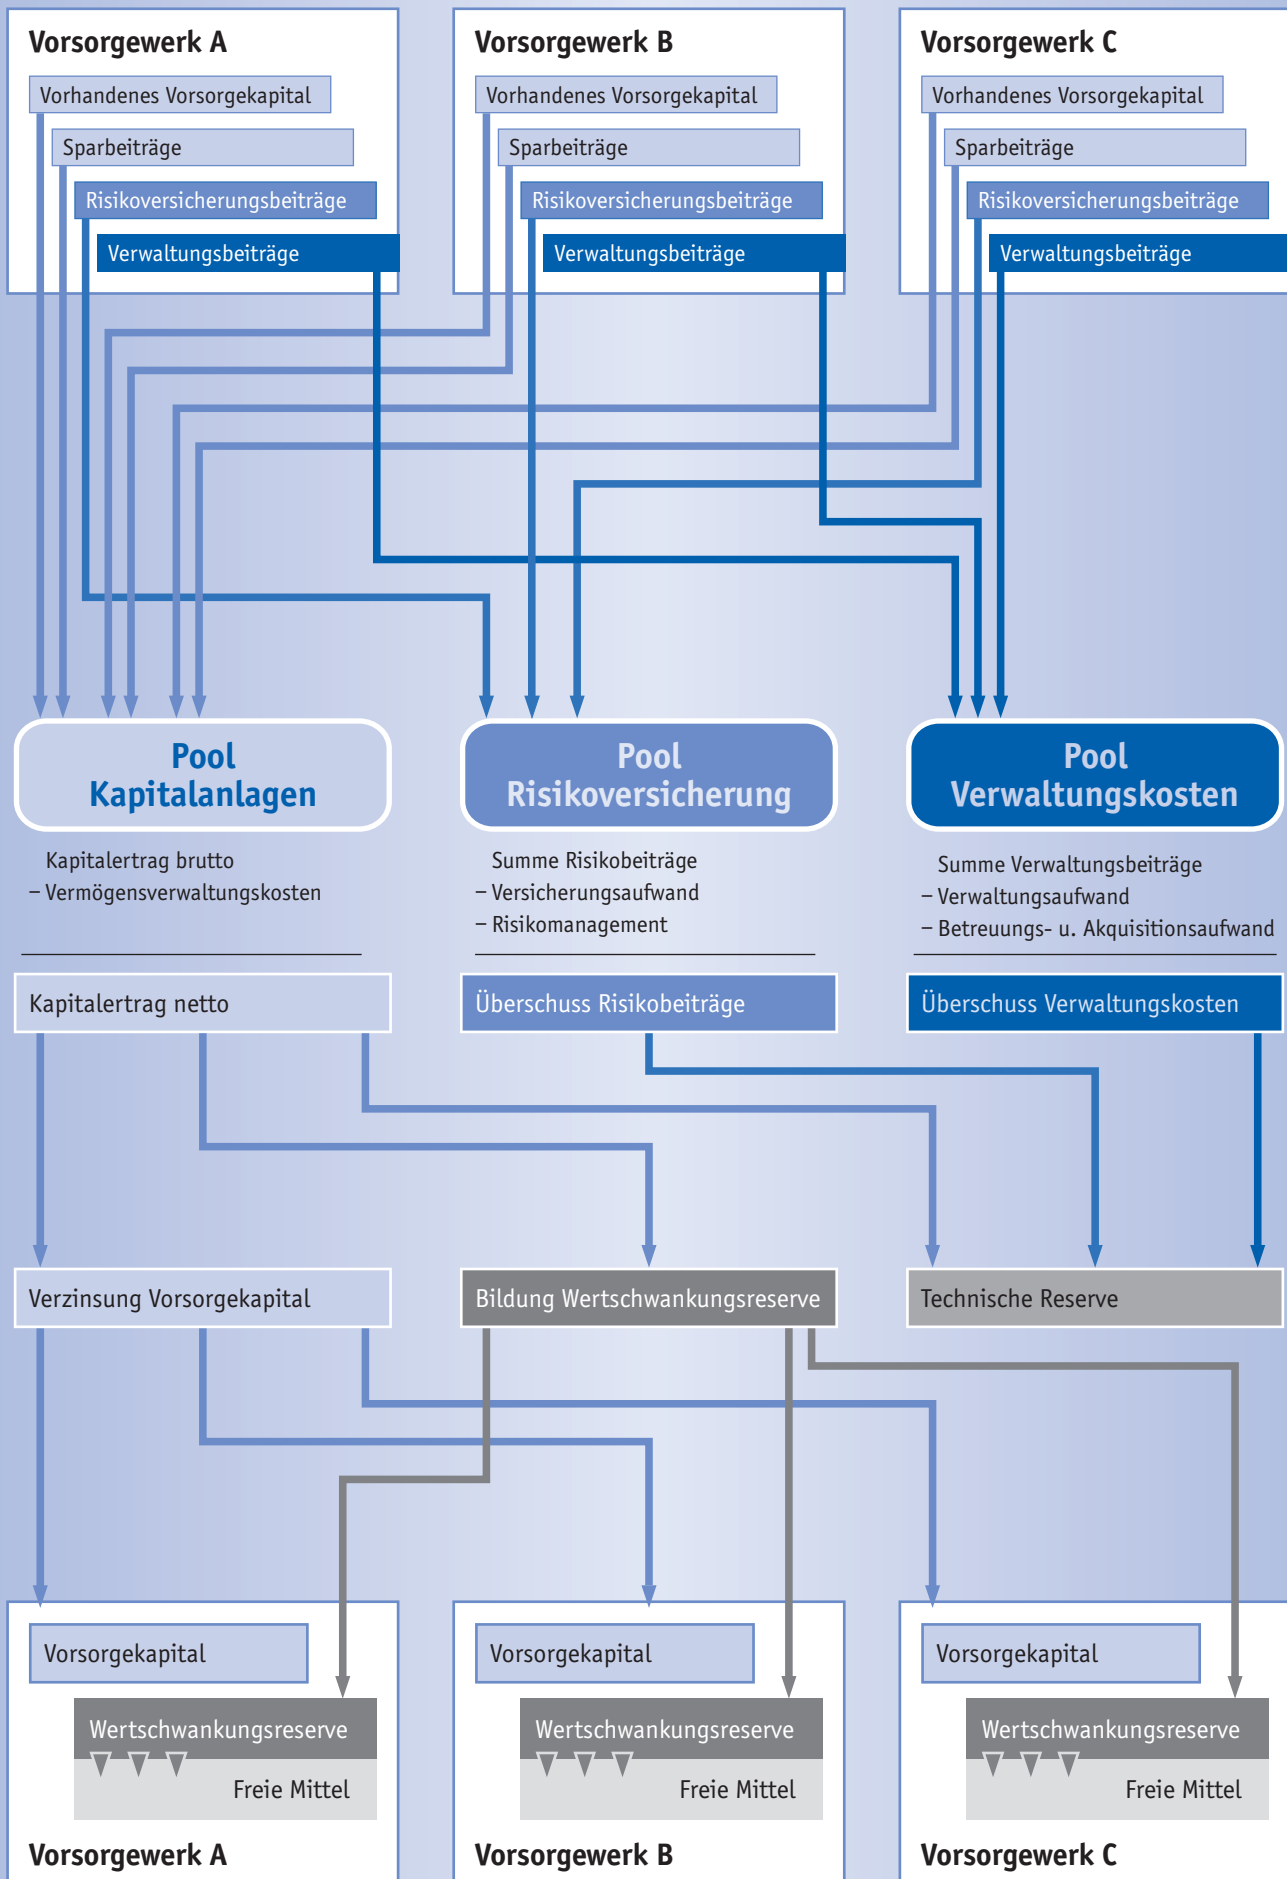 Vorsorgewerk A
Vorhandenes Vorsorgekapital
Sparbeiträge
Risikoversicherungsbeiträge
Verwaltungsbeiträge
Vorsorgewerk B
Vorhandenes Vorsorgekapital
Sparbeiträge
Risikoversicherungsbeiträge
Verwaltungsbeiträge
Vorsorgewerk C
Vorhandenes Vorsorgekapital
Sparbeiträge
Risikoversicherungsbeiträge
Verwaltungsbeiträge
Pool
Kapitalanlagen
Kapitalertrag brutto
– Vermögensverwaltungskosten
Kapitalertrag netto
Pool
Risikoversicherung
Summe Risikobeiträge
– Versicherungsaufwand
– Risikomanagement
Überschuss Risikobeiträge
Pool
Verwaltungskosten
Summe Verwaltungsbeiträge
– Verwaltungsaufwand
– Betreuungs- u. Akquisitionsaufwand
Überschuss Verwaltungskosten
Verzinsung Vorsorgekapital
Bildung Wertschwankungsreserve
Technische Reserve
Vorsorgekapital
Wertschwankungsreserve
Freie Mittel
Vorsorgewerk A
Vorsorgekapital
Wertschwankungsreserve
Freie Mittel
Vorsorgewerk B
Vorsorgekapital
Wertschwankungsreserve
Freie Mittel
Vorsorgewerk C